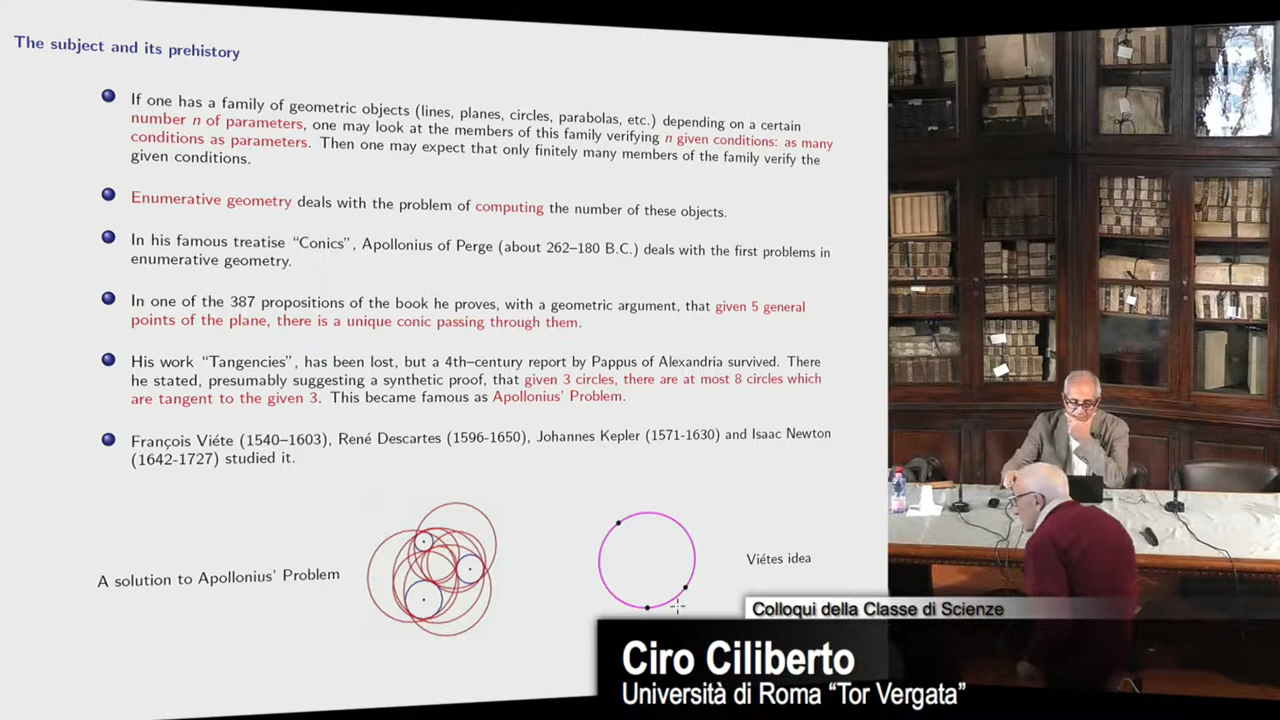 The subject and its prehistory
If one has a family of geometric objects (lines, planes, circles, parabolas, etc.) depending on a certain
number n of parameters, one may look at the members of this family verifying n given conditions: as many
conditions as parameters. Then one may expect that only finitely many members of the family verify the
given conditions.
Enumerative geometry deals with the problem of computing the number of these objects.
In his famous treatise “Conics”, Apollonius of Perge (about 262–180 B.C.) deals with the first problems in
enumerative geometry.
In one of the 387 propositions of the book he proves, with a geometric argument, that given 5 general
points of the plane, there is a unique conic passing through them.
His work “Tangencies”, has been lost, but a 4th–century report by Pappus of Alexandria survived. There
he stated, presumably suggesting a synthetic proof, that given 3 circles, there are at most 8 circles which
are tangent to the given 3. This became famous as Apollonius’ Problem.
François Viéte (1540–1603), René Descartes (1596-1650), Johannes Kepler (1571-1630) and Isaac Newton
(1642-1727) studied it.
A solution to Apollonius’ Problem
Viétes idea
Colloqui della Classe di Scienze
Ciro Ciliberto
Università di Roma “Tor Vergata”